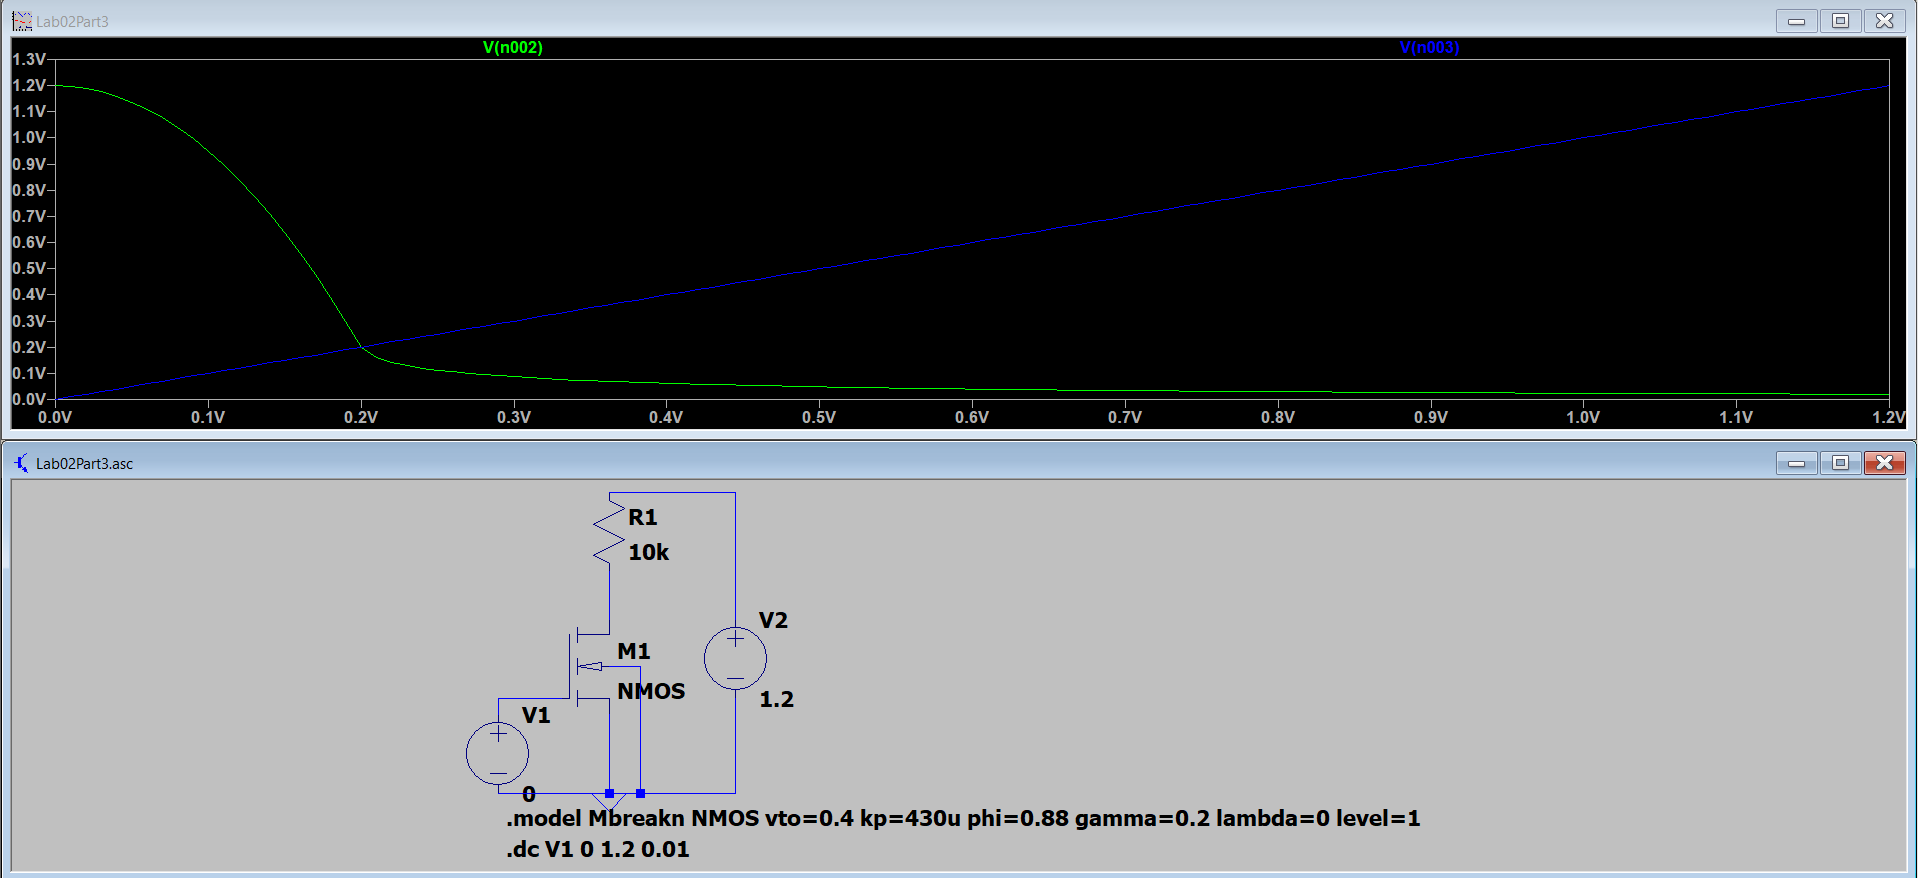 Lab02Part3
V(n002) V(n003)
1.3V
1.2V
1.1V
1.0V
0.9V
0.8V
0.7V
0.6V
0.5V
0.4V
0.3V
0.2V
0.1V
0.0V
0.0V 0.1V 0.2V 0.3V 0.4V 0.5V 0.6V 0.7V 0.8V 0.9V 1.0V 1.1V 1.2V
Lab02Part3.asc
R1
10k
V2
M1
NMOS
1.2
V1
0
.model Mbreakn NMOS vto=0.4 kp=430u phi=0.88 gamma=0.2 lambda=0 level=1
.dc V1 0 1.2 0.01